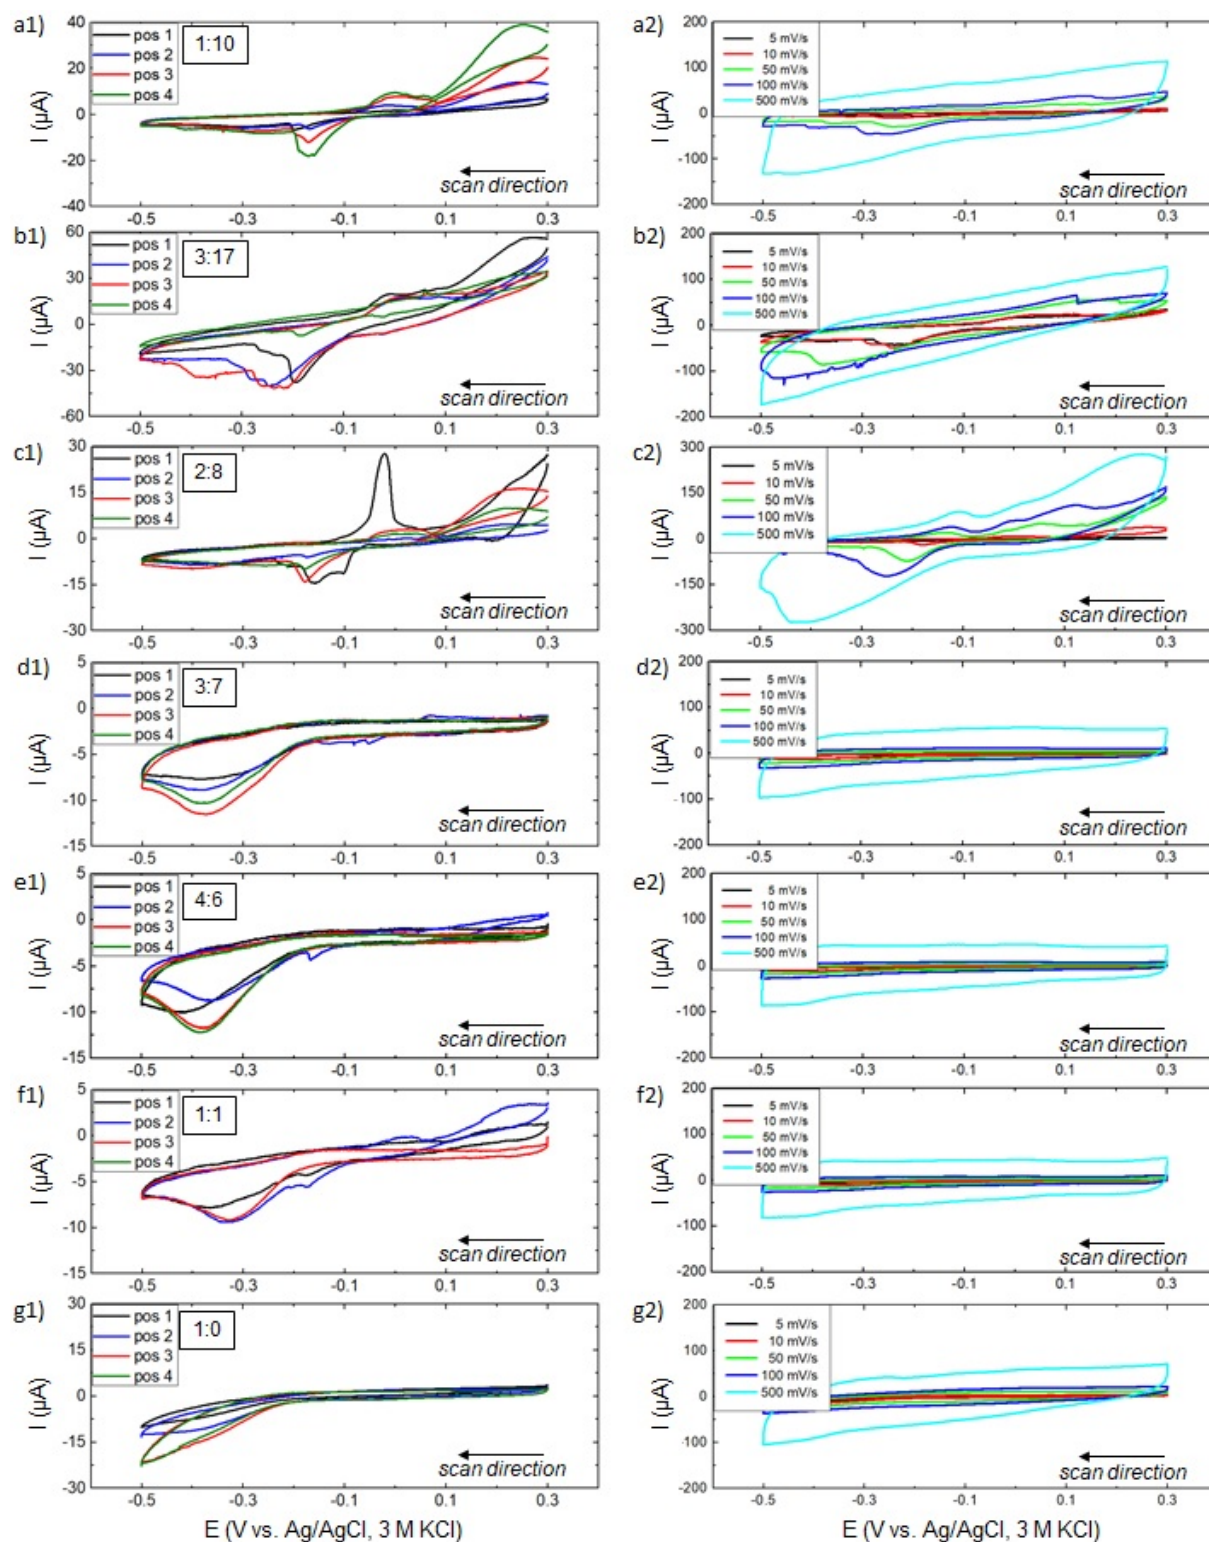 a1)
40
20
0
-20
-40
I (µA)
pos 1
pos 2
pos 3
pos 4
1:10
scan direction
-0.5 -0.3 -0.1 0.1 0.3
a2)
200
100
0
-100
-200
I (µA)
5 mV/s
10 mV/s
50 mV/s
100 mV/s
500 mV/s
scan direction
-0.5 -0.3 -0.1 0.1 0.3
b1)
60
30
0
-30
-60
I (µA)
pos 1
pos 2
pos 3
pos 4
3:17
scan direction
-0.5 -0.3 -0.1 0.1 0.3
b2)
200
100
0
-100
-200
I (µA)
5 mV/s
10 mV/s
50 mV/s
100 mV/s
500 mV/s
scan direction
-0.5 -0.3 -0.1 0.1 0.3
c1)
30
15
0
-15
-30
I (µA)
pos 1
pos 2
pos 3
pos 4
2:8
scan direction
-0.5 -0.3 -0.1 0.1 0.3
c2)
300
150
0
-150
-300
I (µA)
5 mV/s
10 mV/s
50 mV/s
100 mV/s
500 mV/s
scan direction
-0.5 -0.3 -0.1 0.1 0.3
d1)
5
0
-5
-10
-15
I (µA)
pos 1
pos 2
pos 3
pos 4
3:7
scan direction
-0.5 -0.3 -0.1 0.1 0.3
d2)
200
100
0
-100
-200
I (µA)
5 mV/s
10 mV/s
50 mV/s
100 mV/s
500 mV/s
scan direction
-0.5 -0.3 -0.1 0.1 0.3
e1)
5
0
-5
-10
-15
I (µA)
pos 1
pos 2
pos 3
pos 4
4:6
scan direction
-0.5 -0.3 -0.1 0.1 0.3
e2)
200
100
0
-100
-200
I (µA)
5 mV/s
10 mV/s
50 mV/s
100 mV/s
500 mV/s
scan direction
-0.5 -0.3 -0.1 0.1 0.3
f1)
5
0
-5
-10
-15
I (µA)
pos 1
pos 2
pos 3
pos 4
1:1
scan direction
-0.5 -0.3 -0.1 0.1 0.3
f2)
200
100
0
-100
-200
I (µA)
5 mV/s
10 mV/s
50 mV/s
100 mV/s
500 mV/s
scan direction
-0.5 -0.3 -0.1 0.1 0.3
g1)
30
15
0
-15
-30
I (µA)
pos 1
pos 2
pos 3
pos 4
1:0
scan direction
-0.5 -0.3 -0.1 0.1 0.3
E (V vs. Ag/AgCl, 3 M KCl)
g2)
200
100
0
-100
-200
I (µA)
5 mV/s
10 mV/s
50 mV/s
100 mV/s
500 mV/s
scan direction
-0.5 -0.3 -0.1 0.1 0.3
E (V vs. Ag/AgCl, 3 M KCl)